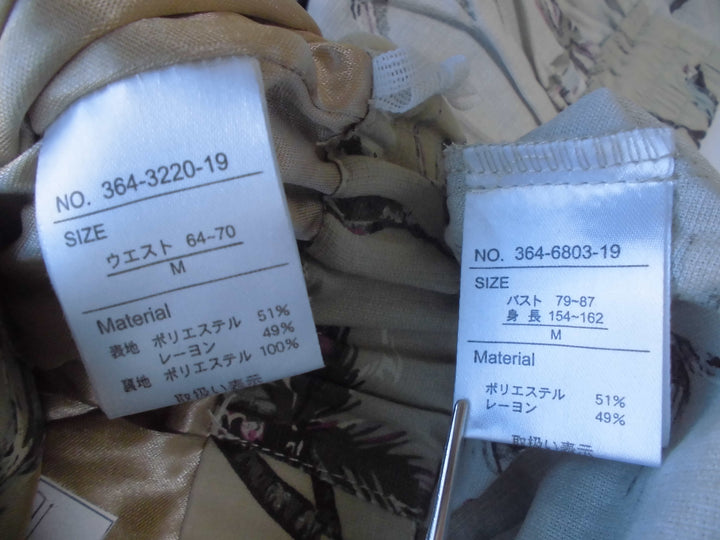 NO. 364-3220-19
SIZE
ウエスト 64~70
M
Material
表地 ポリエステル 51%
レーヨン 49%
裏地 ポリエステル 100%
取扱い表示
NO. 364-6803-19
SIZE
バスト 79~87
身長 154~162
M
Material
ポリエステル 51%
レーヨン 49%
取扱い表示